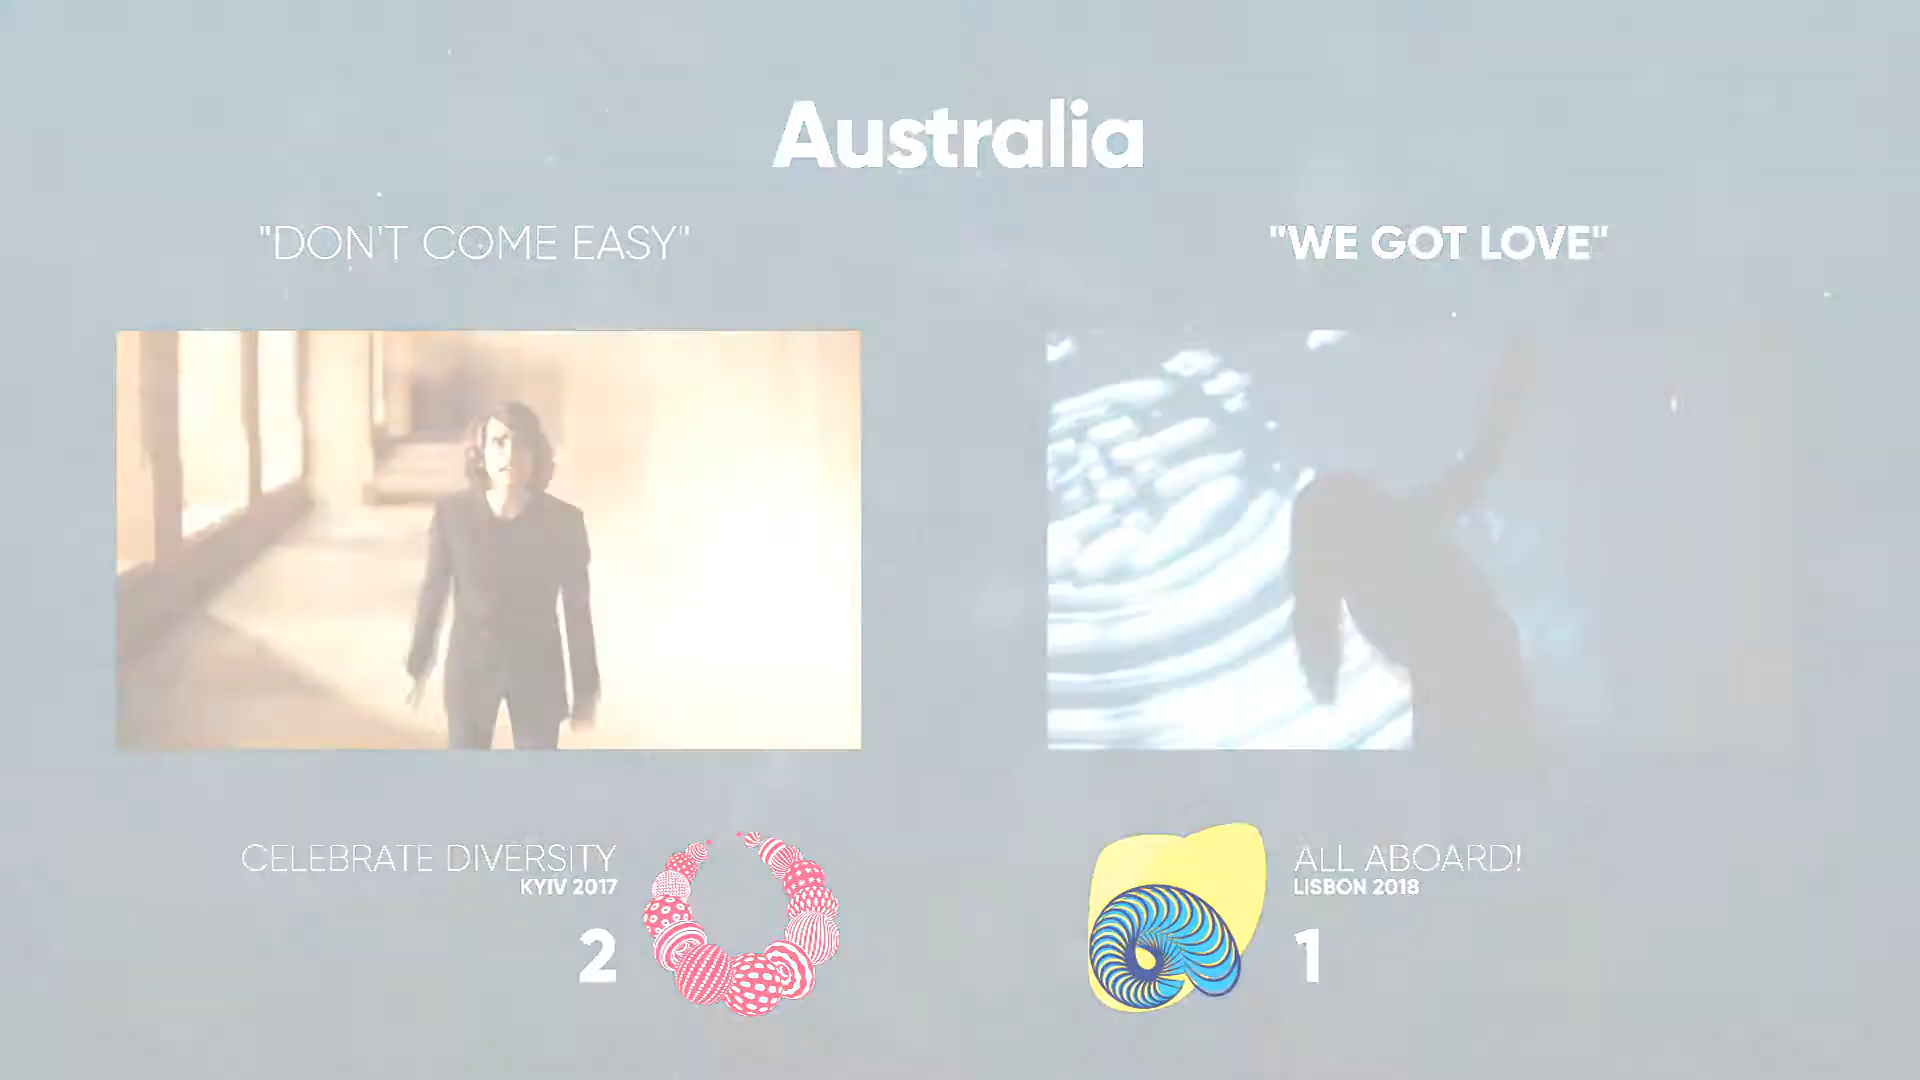 Australia
"DON'T COME EASY"
"WE GOT LOVE"
CELEBRATE DIVERSITY
KYIV 2017
2
ALL ABOARD!
LISBON 2018
1